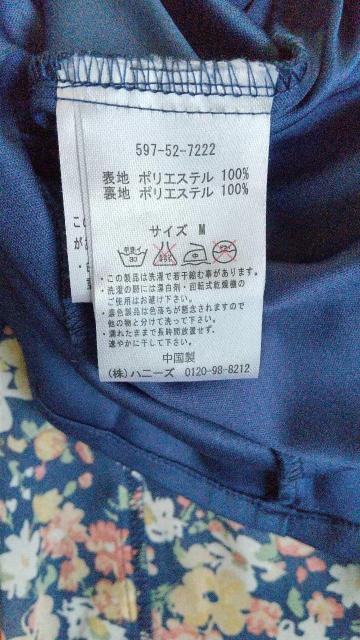 597-52-7222
表地 ポリエステル 100%
裏地 ポリエステル 100%
サイズ M
手洗イ 30
・この製品は洗濯で若干縮む事があります。
・洗濯の際には漂白剤・回転式乾燥機の
ご使用はお避け下さい。
・濃色製品は色落ちが懸念されますので
他の物と分けて洗って下さい。
・濡れたままで長時間放置せず、
速やかに干して下さい。
中国製
(株)ハニーズ 0120-98-8212